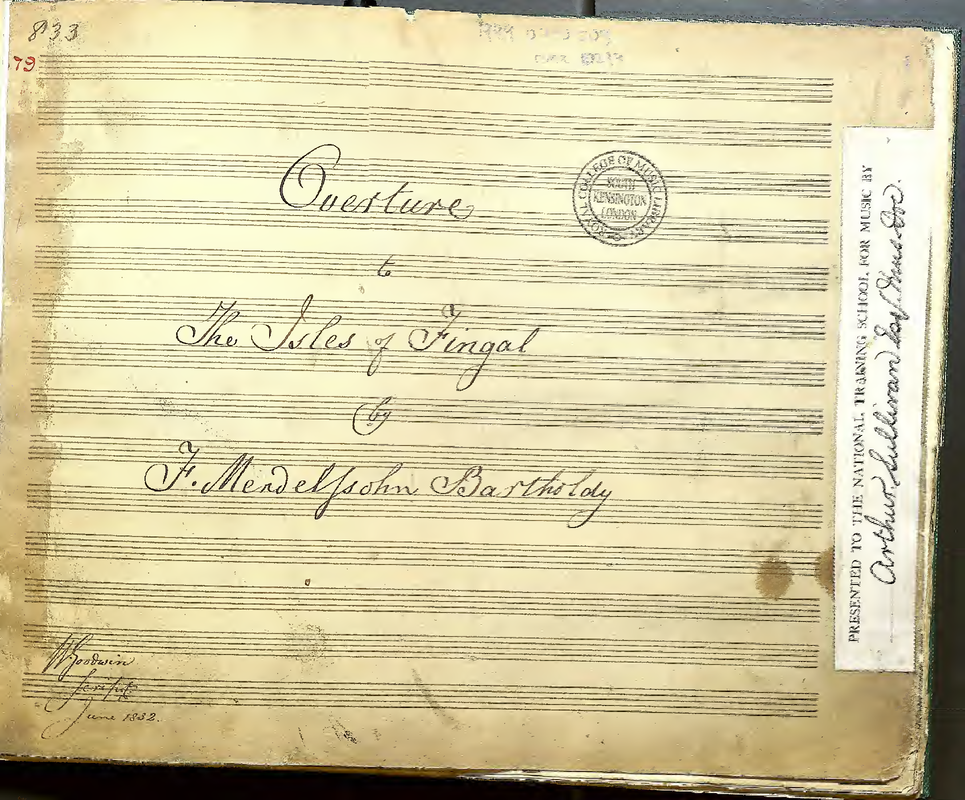 833
79
Overture
to
The Isles of Fingal
by
F. Mendelssohn Bartholdy
W Goodwin
scripsit
June 1832.
ROYAL COLLEGE OF MUSIC LIBRARY
SOUTH
KENSINGTON
LONDON
PRESENTED TO THE NATIONAL TRAINING SCHOOL FOR MUSIC BY
Arthur Sullivan Esq. Mus. Doc.